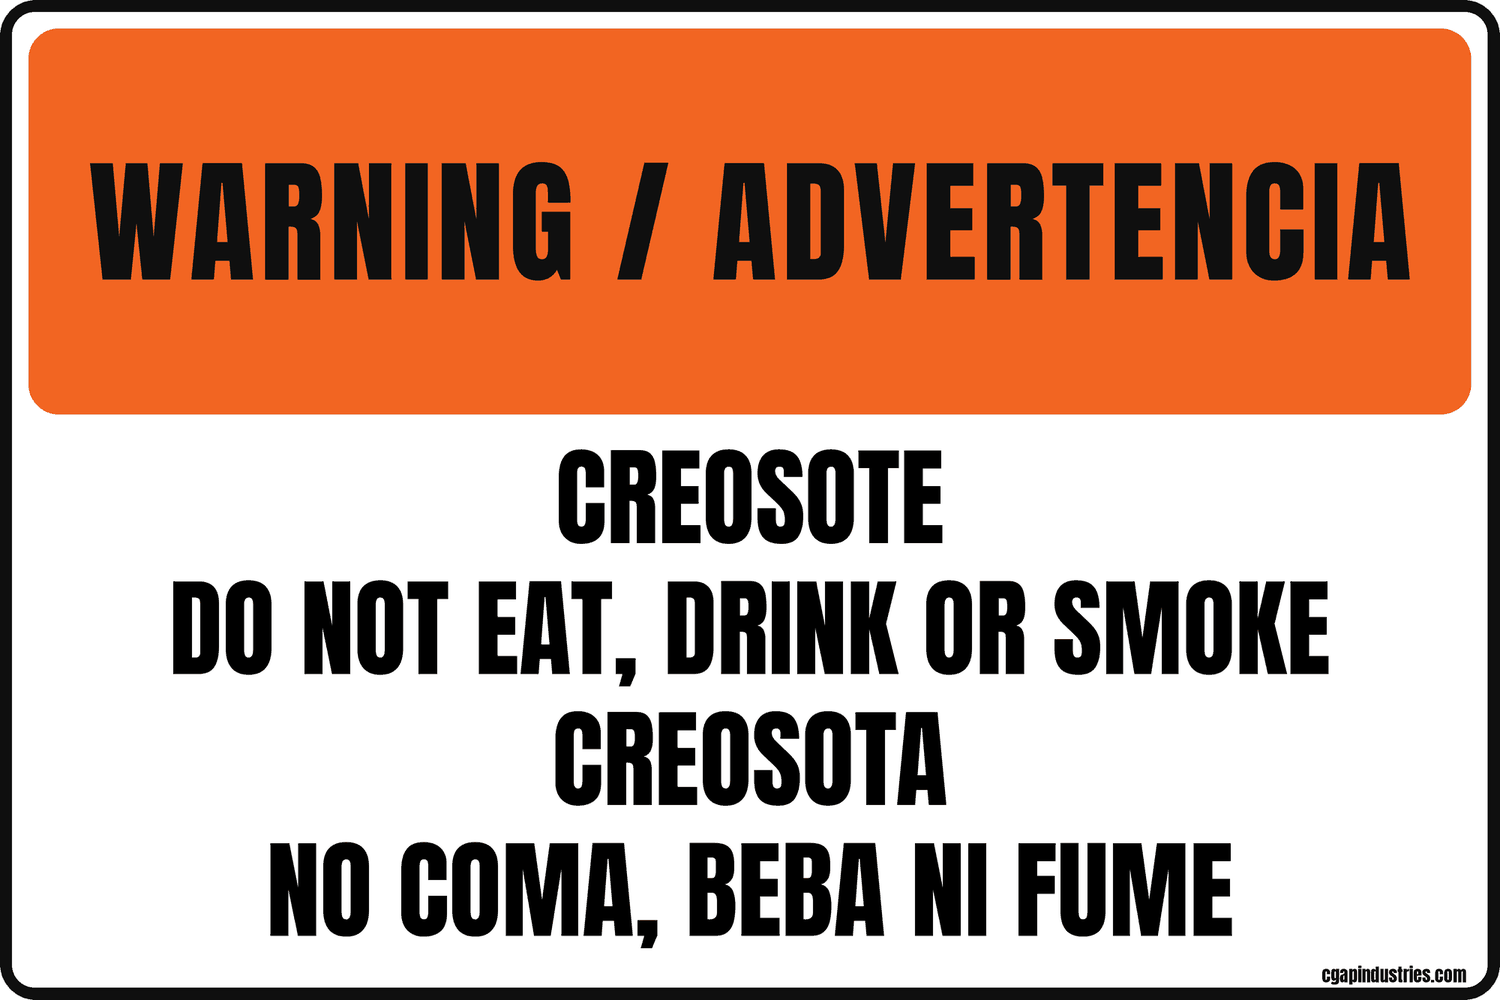 WARNING / ADVERTENCIA
CREOSOTE
DO NOT EAT, DRINK OR SMOKE
CREOSOTA
NO COMA, BEBA NI FUME
cgapindustries.com